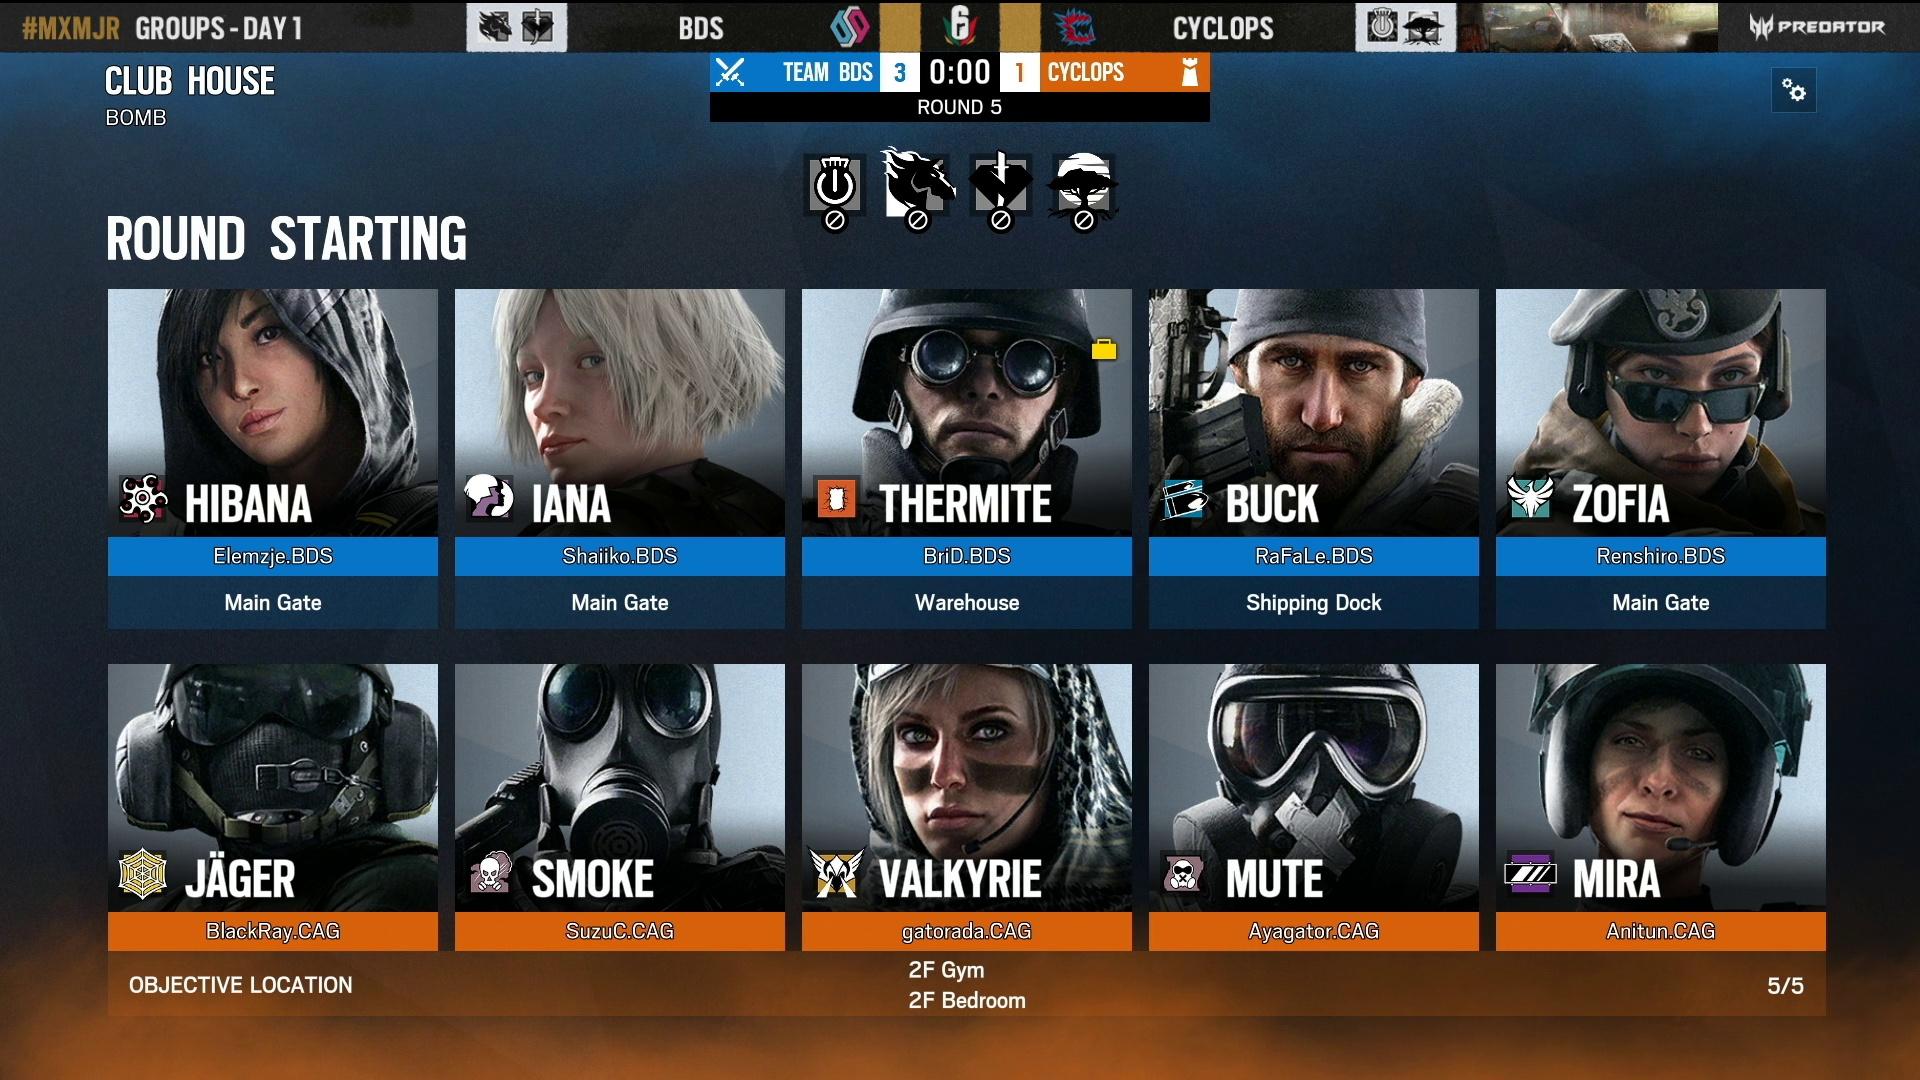 #MXMJR GROUPS - DAY 1
BDS
6
CYCLOPS
PREDATOR
CLUB HOUSE
BOMB
TEAM BDS 3 0:00 1 CYCLOPS
ROUND 5
ROUND STARTING
HIBANA IANA THERMITE BUCK ZOFIA
Elemzje.BDS Shaiiko.BDS BriD.BDS RaFaLe.BDS Renshiro.BDS
Main Gate Main Gate Warehouse Shipping Dock Main Gate
JÄGER SMOKE VALKYRIE MUTE MIRA
BlackRay.CAG SuzuC.CAG gatorada.CAG Ayagator.CAG Anitun.CAG
OBJECTIVE LOCATION
2F Gym
2F Bedroom
5/5